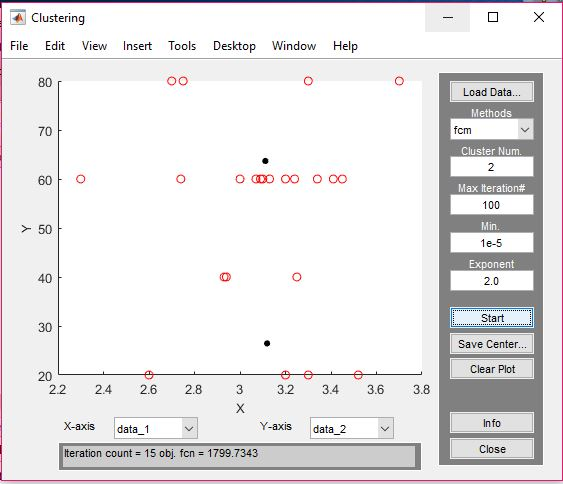 Clustering
File Edit View Insert Tools Desktop Window Help
80
70
60
50
40
30
20
Y
2.2 2.4 2.6 2.8 3 3.2 3.4 3.6 3.8
X
X-axis data_1 Y-axis data_2
Iteration count = 15 obj. fcn = 1799.7343
Load Data...
Methods
fcm
Cluster Num.
2
Max Iteration#
100
Min.
1e-5
Exponent
2.0
Start
Save Center...
Clear Plot
Info
Close